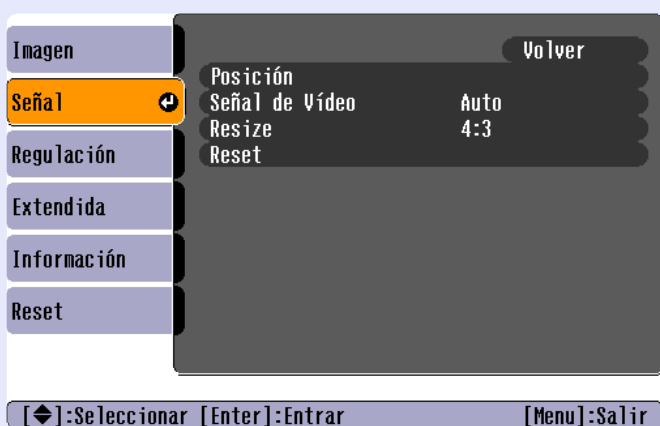 Imagen
Señal
Regulación
Extendida
Información
Reset
Volver
Posición
Señal de Vídeo Auto
Resize 4:3
Reset
[◆]:Seleccionar [Enter]:Entrar [Menu]:Salir